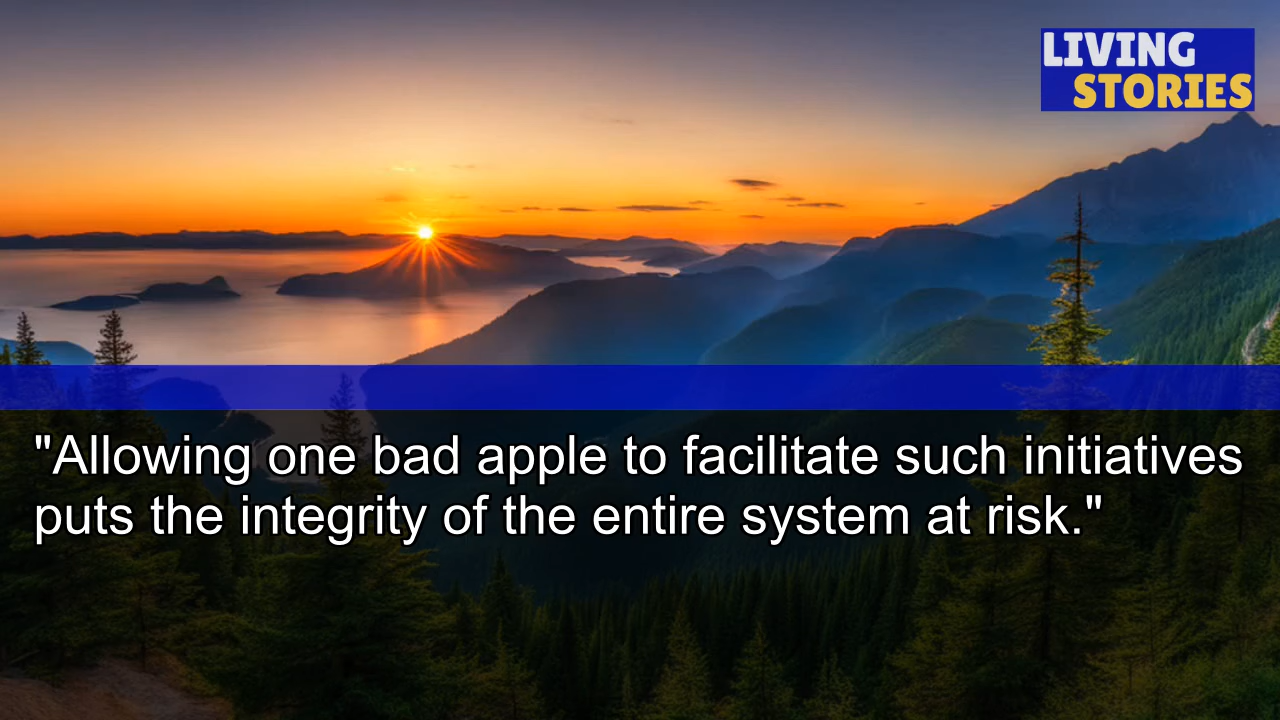 LIVING
STORIES
"Allowing one bad apple to facilitate such initiatives
puts the integrity of the entire system at risk."